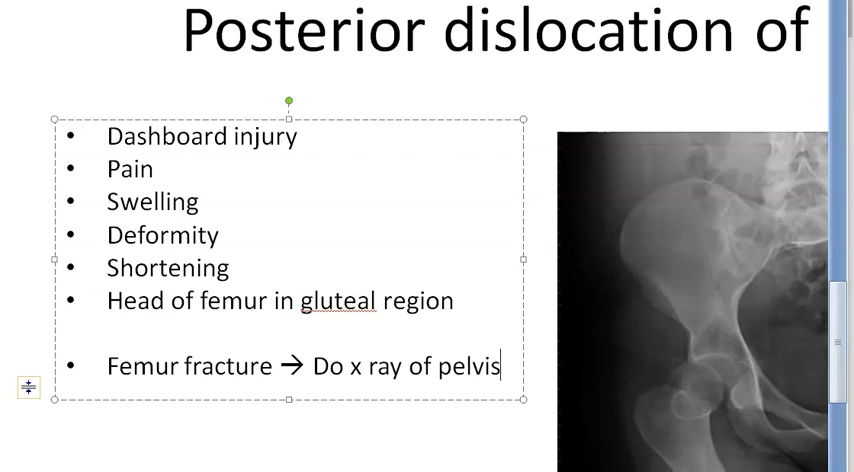 Posterior dislocation of
• Dashboard injury
• Pain
• Swelling
• Deformity
• Shortening
• Head of femur in gluteal region
• Femur fracture → Do x ray of pelvis